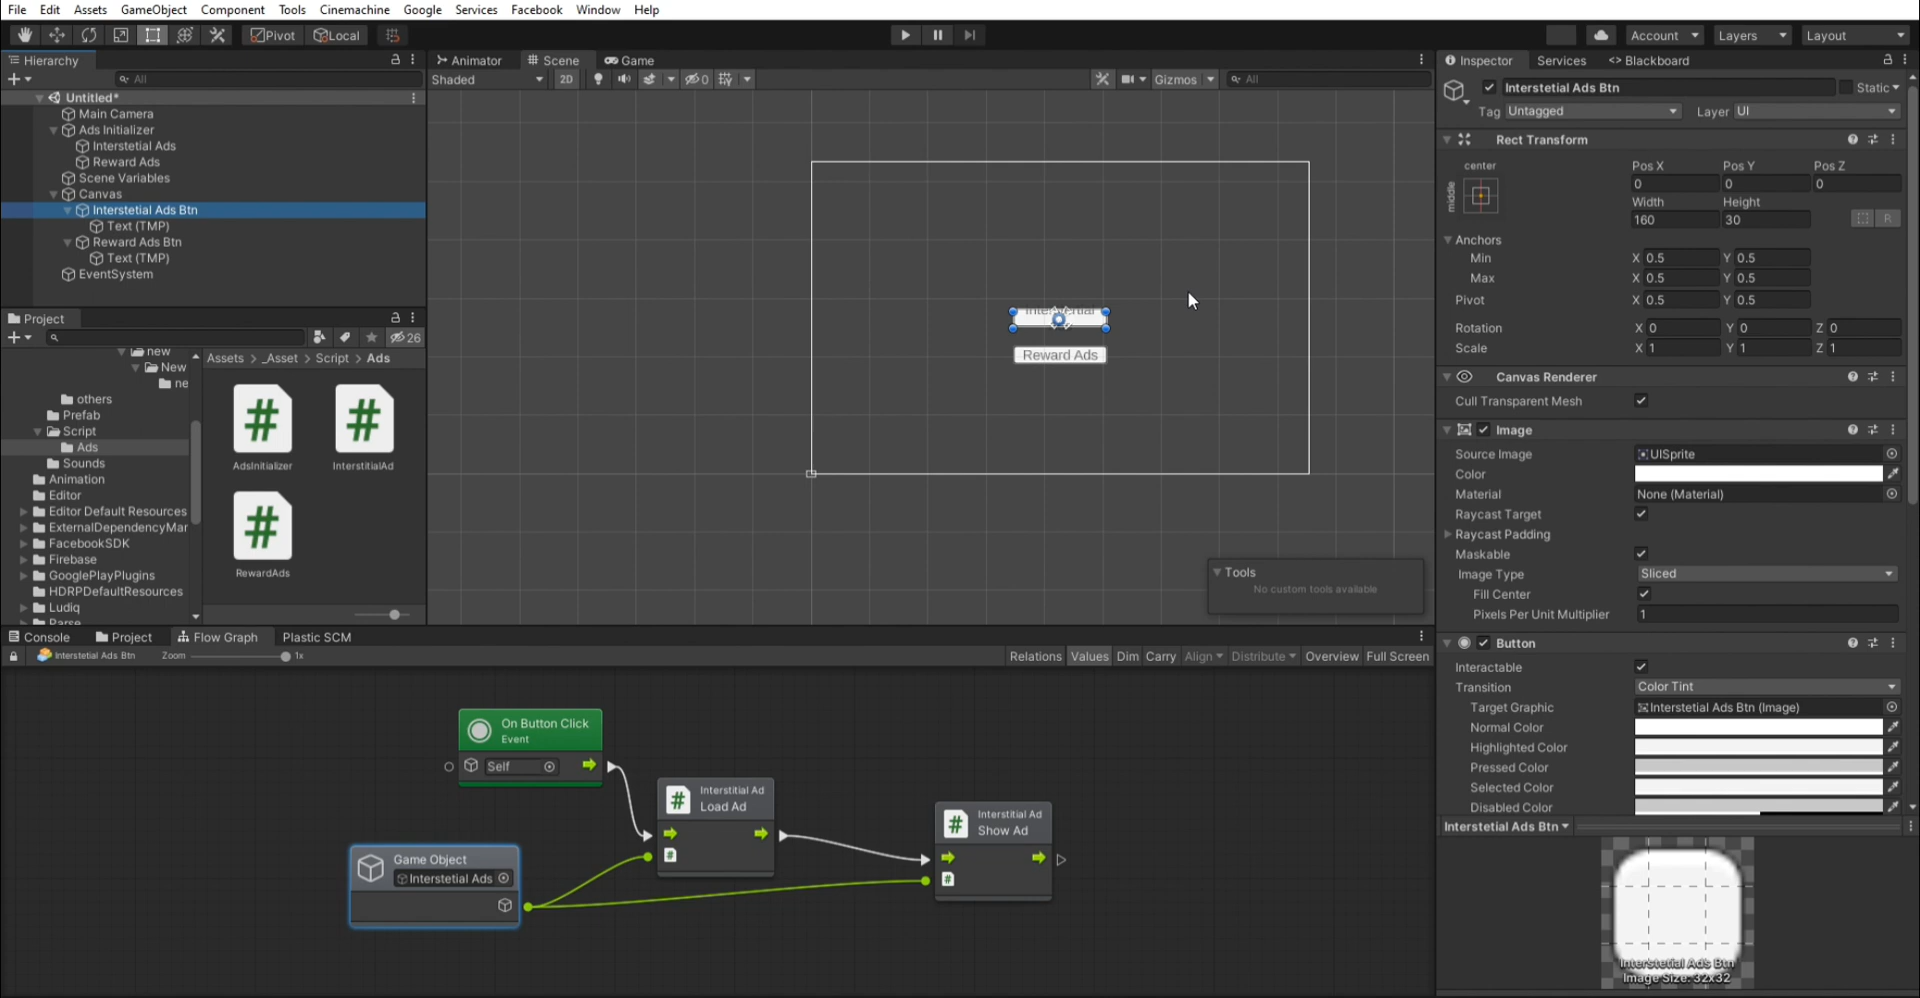 File Edit Assets GameObject Component Tools Cinemachine Google Services Facebook Window Help
Pivot Local
Account Layers Layout
Hierarchy
All
Untitled*
Main Camera
Ads Initializer
Interstetial Ads
Reward Ads
Scene Variables
Canvas
Interstetial Ads Btn
Text (TMP)
Reward Ads Btn
Text (TMP)
EventSystem
Project
26
new
New
ne
others
Prefab
Script
Ads
Sounds
Animation
Editor
Editor Default Resources
ExternalDependencyMar
FacebookSDK
Firebase
GooglePlayPlugins
HDRPDefaultResources
Ludiq
Parse
Assets > _Asset > Script > Ads
AdsInitializer
InterstitialAd
RewardAds
Animator Scene Game
Shaded 2D 0 Gizmos All
Reward Ads
Tools
No custom tools available
Console Project Flow Graph Plastic SCM
Interstetial Ads Btn Zoom 1x
Relations Values Dim Carry Align Distribute Overview Full Screen
On Button Click
Event
Self
Interstitial Ad
Load Ad
Interstitial Ad
Show Ad
Game Object
Interstetial Ads
Inspector Services <> Blackboard
Interstetial Ads Btn Static
Tag Untagged Layer UI
Rect Transform
center
middle
Pos X Pos Y Pos Z
0 0 0
Width Height
160 30 R
Anchors
Min X 0.5 Y 0.5
Max X 0.5 Y 0.5
Pivot X 0.5 Y 0.5
Rotation X 0 Y 0 Z 0
Scale X 1 Y 1 Z 1
Canvas Renderer
Cull Transparent Mesh
Image
Source Image UISprite
Color
Material None (Material)
Raycast Target
Raycast Padding
Maskable
Image Type Sliced
Fill Center
Pixels Per Unit Multiplier 1
Button
Interactable
Transition Color Tint
Target Graphic Interstetial Ads Btn (Image)
Normal Color
Highlighted Color
Pressed Color
Selected Color
Disabled Color
Interstetial Ads Btn
Interstetial Ads Btn
Image Size: 32x32